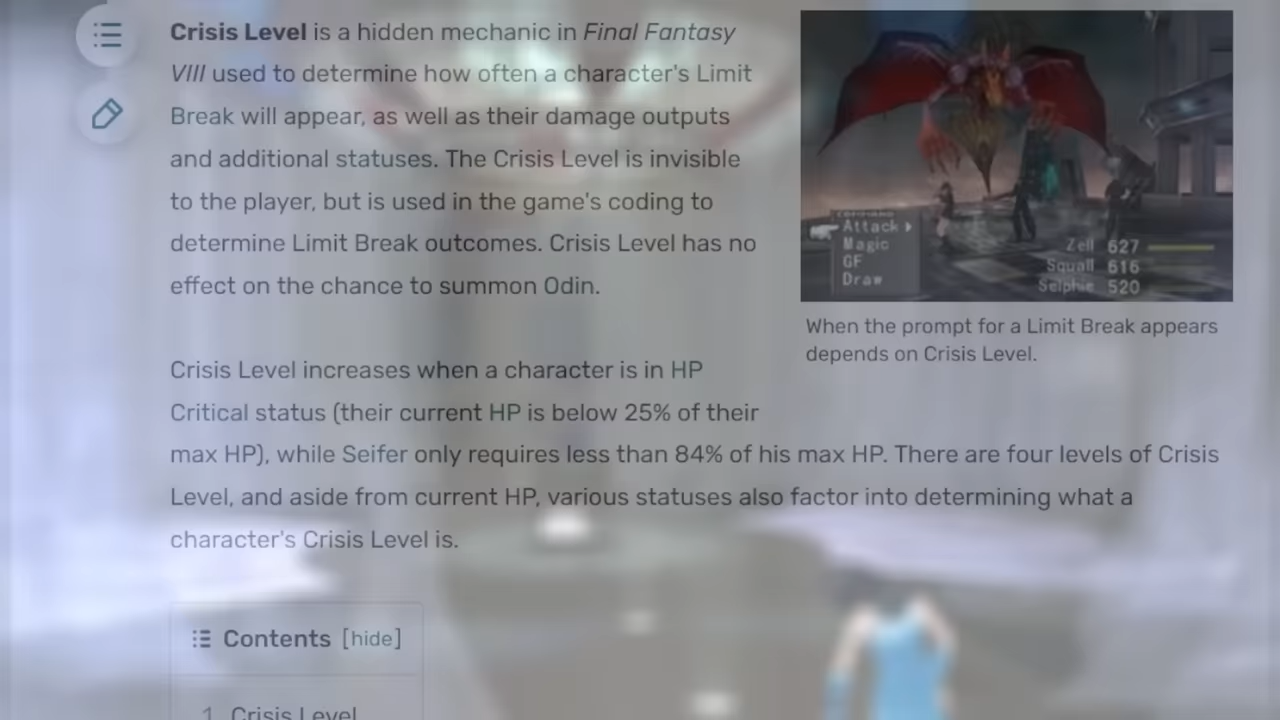 Crisis Level is a hidden mechanic in Final Fantasy
VIII used to determine how often a character's Limit
Break will appear, as well as their damage outputs
and additional statuses. The Crisis Level is invisible
to the player, but is used in the game's coding to
determine Limit Break outcomes. Crisis Level has no
effect on the chance to summon Odin.
COMMAND
Attack
Magic
GF
Draw
Zell 627
Squall 616
Selphie 520
When the prompt for a Limit Break appears
depends on Crisis Level.
Crisis Level increases when a character is in HP
Critical status (their current HP is below 25% of their
max HP), while Seifer only requires less than 84% of his max HP. There are four levels of Crisis
Level, and aside from current HP, various statuses also factor into determining what a
character's Crisis Level is.
Contents [hide]
1 Crisis Level